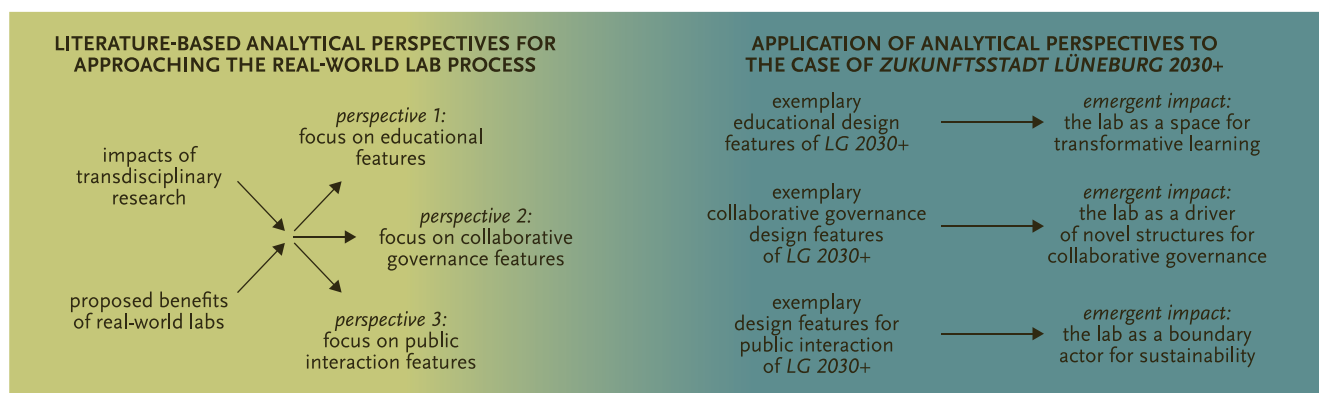 LITERATURE-BASED ANALYTICAL PERSPECTIVES FOR
APPROACHING THE REAL-WORLD LAB PROCESS
impacts of
transdisciplinary
research
proposed benefits
of real-world labs
perspective 1:
focus on educational
features
perspective 2:
focus on collaborative
governance features
perspective 3:
focus on public
interaction features
APPLICATION OF ANALYTICAL PERSPECTIVES TO
THE CASE OF ZUKUNFTSSTADT LÜNEBURG 2030+
exemplary
educational design
features of LG 2030+
emergent impact:
the lab as a space for
transformative learning
exemplary
collaborative governance
design features
of LG 2030+
emergent impact:
the lab as a driver
of novel structures for
collaborative governance
exemplary
design features for
public interaction
of LG 2030+
emergent impact:
the lab as a boundary
actor for sustainability